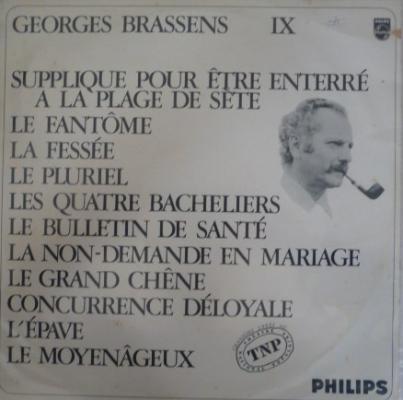 GEORGES BRASSENS IX
SUPPLIQUE POUR ÊTRE ENTERRÉ
A LA PLAGE DE SÈTE
LE FANTÔME
LA FESSÉE
LE PLURIEL
LES QUATRE BACHELIERS
LE BULLETIN DE SANTÉ
LA NON-DEMANDE EN MARIAGE
LE GRAND CHÊNE
CONCURRENCE DÉLOYALE
L'ÉPAVE
LE MOYENÂGEUX
TNP
PHILIPS